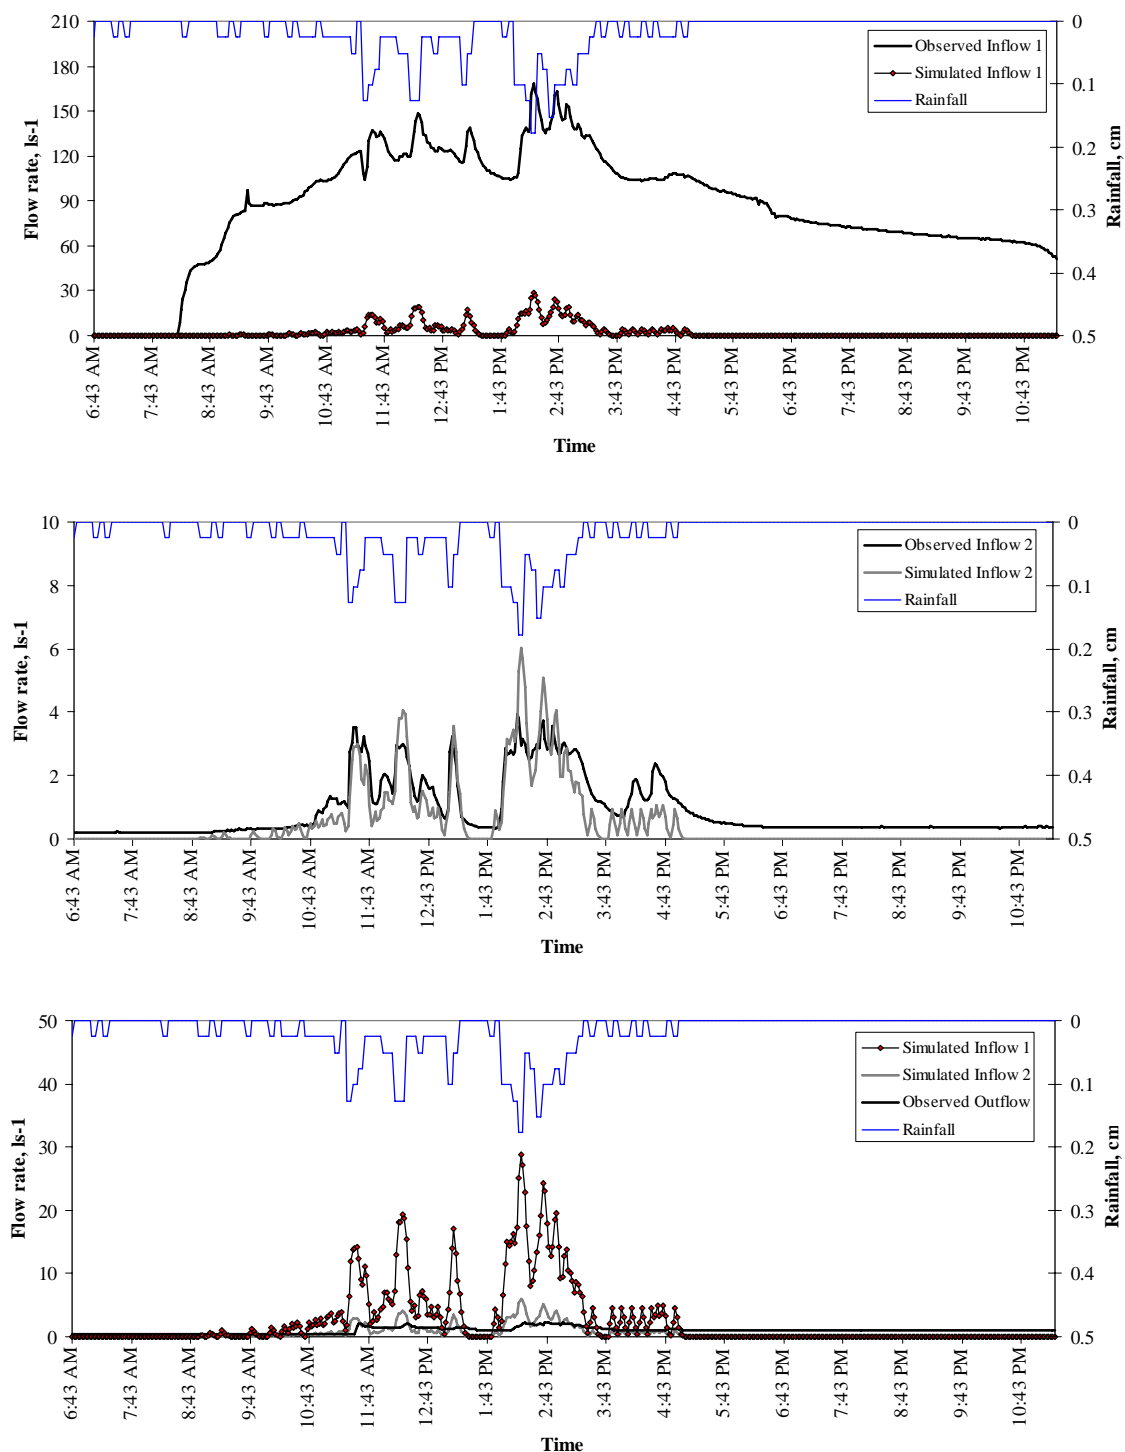 210
180
150
120
90
60
30
0
Flow rate, ls-1
0
0.1
0.2
0.3
0.4
0.5
Rainfall, cm
Observed Inflow 1
Simulated Inflow 1
Rainfall
6:43 AM
7:43 AM
8:43 AM
9:43 AM
10:43 AM
11:43 AM
12:43 PM
1:43 PM
2:43 PM
3:43 PM
4:43 PM
5:43 PM
6:43 PM
7:43 PM
8:43 PM
9:43 PM
10:43 PM
Time
10
8
6
4
2
0
Flow rate, ls-1
0
0.1
0.2
0.3
0.4
0.5
Rainfall, cm
Observed Inflow 2
Simulated Inflow 2
Rainfall
6:43 AM
7:43 AM
8:43 AM
9:43 AM
10:43 AM
11:43 AM
12:43 PM
1:43 PM
2:43 PM
3:43 PM
4:43 PM
5:43 PM
6:43 PM
7:43 PM
8:43 PM
9:43 PM
10:43 PM
Time
50
40
30
20
10
0
Flow rate, ls-1
0
0.1
0.2
0.3
0.4
0.5
Rainfall, cm
Simulated Inflow 1
Simulated Inflow 2
Observed Outflow
Rainfall
6:43 AM
7:43 AM
8:43 AM
9:43 AM
10:43 AM
11:43 AM
12:43 PM
1:43 PM
2:43 PM
3:43 PM
4:43 PM
5:43 PM
6:43 PM
7:43 PM
8:43 PM
9:43 PM
10:43 PM
Time